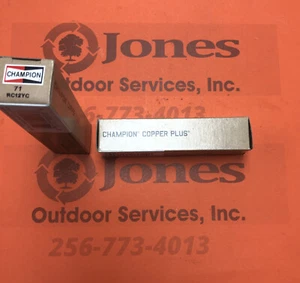 Jones
Outdoor Services, Inc.
256-773-4013
CHAMPION
71
RC12YC
CHAMPION® COPPER PLUS™
Jones
Outdoor Services, Inc.
256-773-4013